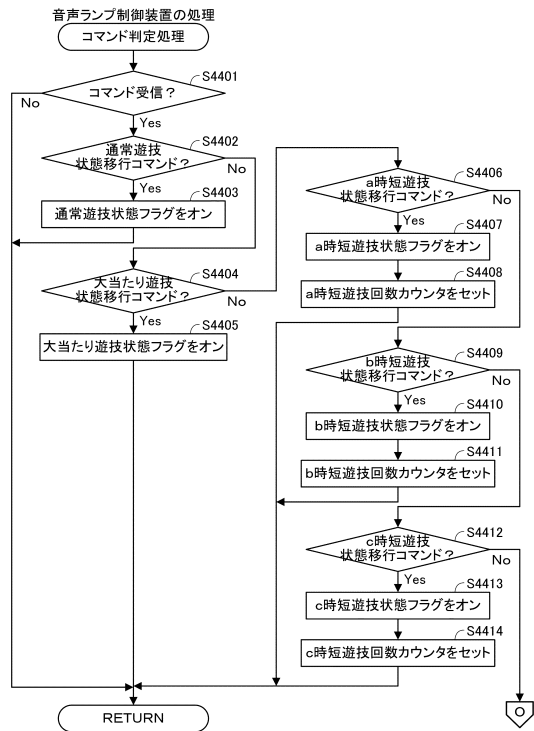 音声ランプ制御装置の処理
コマンド判定処理
S4401
コマンド受信？
No
Yes
S4402
通常遊技
状態移行コマンド？
No
Yes
S4403
通常遊技状態フラグをオン
S4404
大当たり遊技
状態移行コマンド？
No
Yes
S4405
大当たり遊技状態フラグをオン
S4406
a時短遊技
状態移行コマンド？
No
Yes
S4407
a時短遊技状態フラグをオン
S4408
a時短遊技回数カウンタをセット
S4409
b時短遊技
状態移行コマンド？
No
Yes
S4410
b時短遊技状態フラグをオン
S4411
b時短遊技回数カウンタをセット
S4412
c時短遊技
状態移行コマンド？
No
Yes
S4413
c時短遊技状態フラグをオン
S4414
c時短遊技回数カウンタをセット
RETURN
O